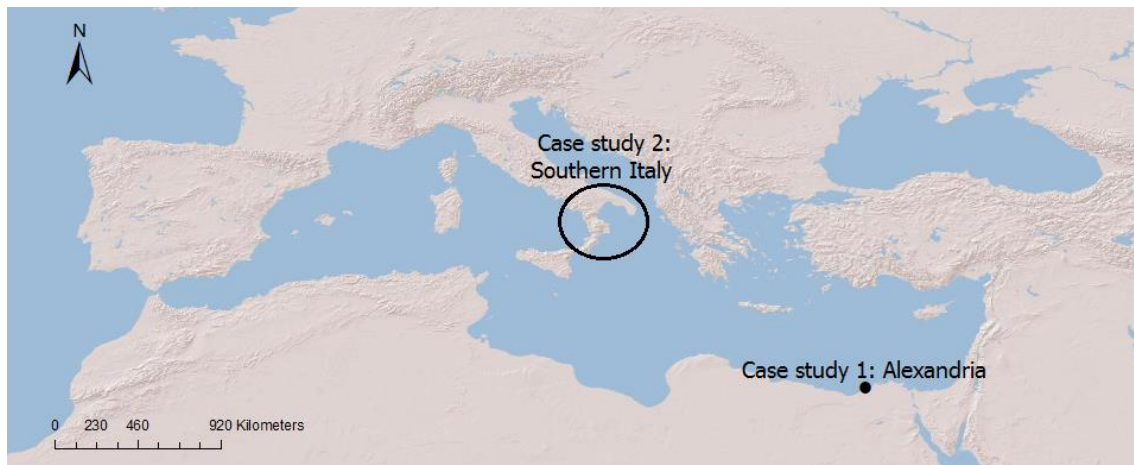 N
Case study 2:
Southern Italy
Case study 1: Alexandria
0 230 460 920 Kilometers